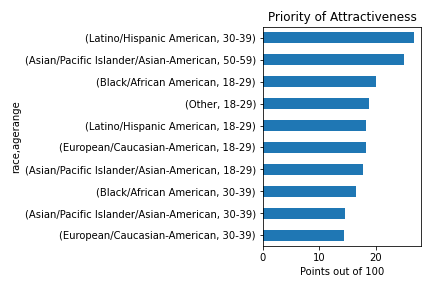 Priority of Attractiveness
(Latino/Hispanic American, 30-39)
(Asian/Pacific Islander/Asian-American, 50-59)
(Black/African American, 18-29)
(Other, 18-29)
(Latino/Hispanic American, 18-29)
(European/Caucasian-American, 18-29)
(Asian/Pacific Islander/Asian-American, 18-29)
(Black/African American, 30-39)
(Asian/Pacific Islander/Asian-American, 30-39)
(European/Caucasian-American, 30-39)
race,agerange
0 10 20
Points out of 100